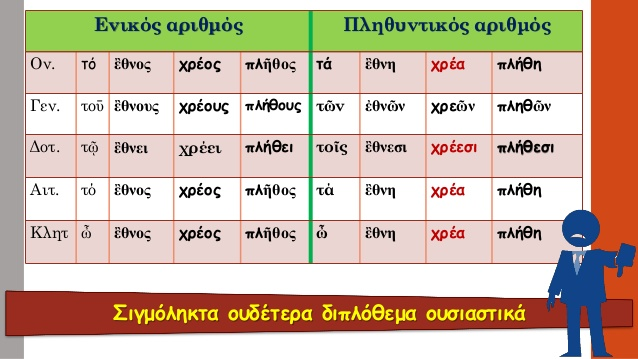 Ενικός αριθμός Πληθυντικός αριθμός
Ον. τό ἔθνος χρέος πλῆθος τά ἔθνη χρέα πλήθη
Γεν. τοῦ ἔθνους χρέους πλήθους τῶν ἐθνῶν χρεῶν πληθῶν
Δοτ. τῷ ἔθνει χρέει πλήθει τοῖς ἔθνεσι χρέεσι πλήθεσι
Αιτ. τό ἔθνος χρέος πλῆθος τά ἔθνη χρέα πλήθη
Κλητ ὦ ἔθνος χρέος πλῆθος ὦ ἔθνη χρέα πλήθη
Σιγμόληκτα ουδέτερα διπλόθεμα ουσιαστικά